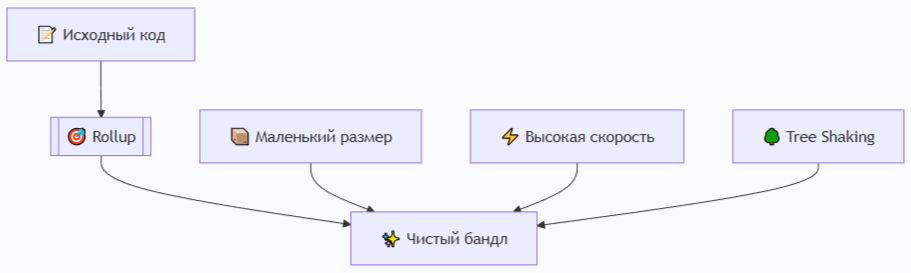 📝 Исходный код
🎯 Rollup
📦 Маленький размер
⚡ Высокая скорость
🌳 Tree Shaking
✨ Чистый бандл